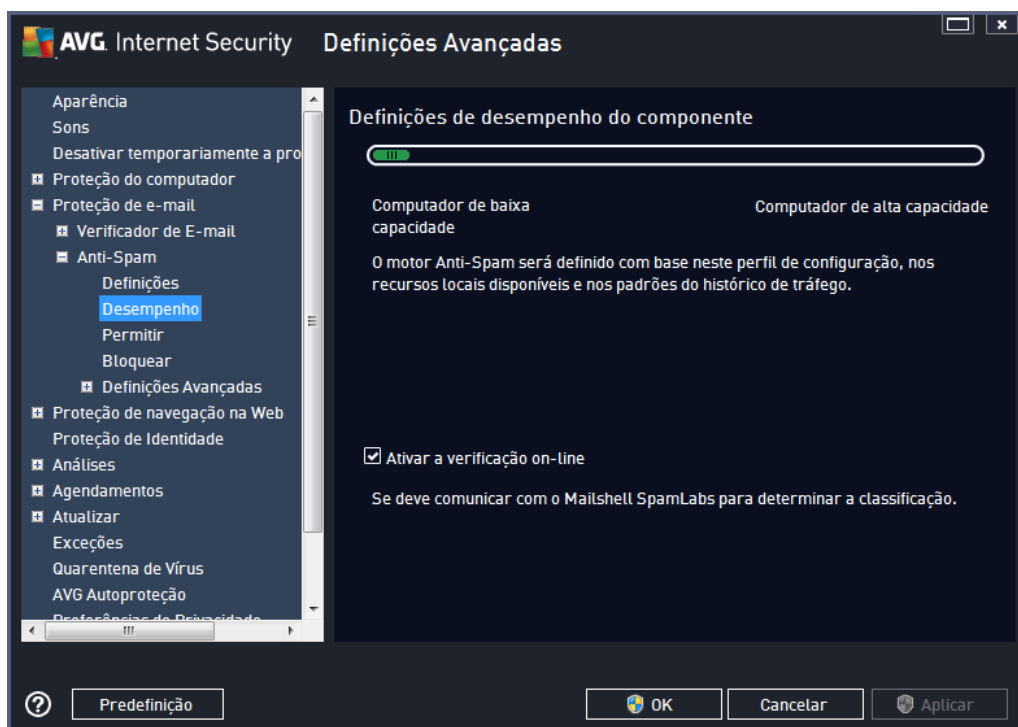 AVG. Internet Security Definições Avançadas
Aparência
Sons
Desativar temporariamente a pro
Proteção do computador
Proteção de e-mail
Verificador de E-mail
Anti-Spam
Definições
Desempenho
Permitir
Bloquear
Definições Avançadas
Proteção de navegação na Web
Proteção de Identidade
Análises
Agendamentos
Atualizar
Exceções
Quarentena de Vírus
AVG Autoproteção
Preferências de Privacidade
Definições de desempenho do componente
Computador de baixa
capacidade
Computador de alta capacidade
O motor Anti-Spam será definido com base neste perfil de configuração, nos
recursos locais disponíveis e nos padrões do histórico de tráfego.
Ativar a verificação on-line
Se deve comunicar com o Mailshell SpamLabs para determinar a classificação.
Predefinição
OK
Cancelar
Aplicar